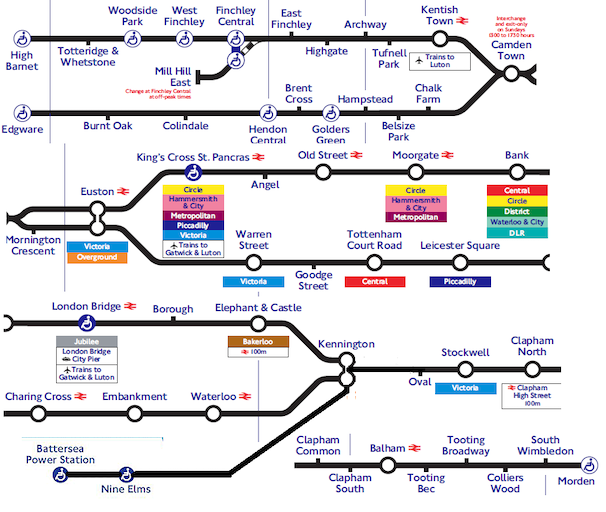 Woodside
Park
West
Finchley
Finchley
Central
East
Finchley
Archway
Kentish
Town
Interchange
and exit-only
on Sundays
1300 to 1730 hours
Camden
Town
High
Barnet
Totteridge &
Whetstone
Mill Hill
East
Change at Finchley Central
at off-peak times
Highgate
Tufnell
Park
Trains to
Luton
Brent
Cross
Hampstead
Chalk
Farm
Edgware
Burnt Oak
Colindale
Hendon
Central
Golders
Green
Belsize
Park
King's Cross St. Pancras
Old Street
Moorgate
Bank
Euston
Angel
Circle
Hammersmith
& City
Metropolitan
Piccadilly
Victoria
Trains to
Gatwick & Luton
Circle
Hammersmith
& City
Metropolitan
Central
Circle
District
Waterloo & City
DLR
Mornington
Crescent
Victoria
Overground
Warren
Street
Victoria
Goodge
Street
Tottenham
Court Road
Central
Leicester Square
Piccadilly
London Bridge
Borough
Elephant & Castle
Jubilee
London Bridge
City Pier
Trains to
Gatwick & Luton
Bakerloo
100m
Kennington
Stockwell
Clapham
North
Oval
Victoria
Clapham
High Street
100m
Charing Cross
Embankment
Waterloo
Battersea
Power Station
Nine Elms
Clapham
Common
Balham
Tooting
Broadway
South
Wimbledon
Clapham
South
Tooting
Bec
Colliers
Wood
Morden